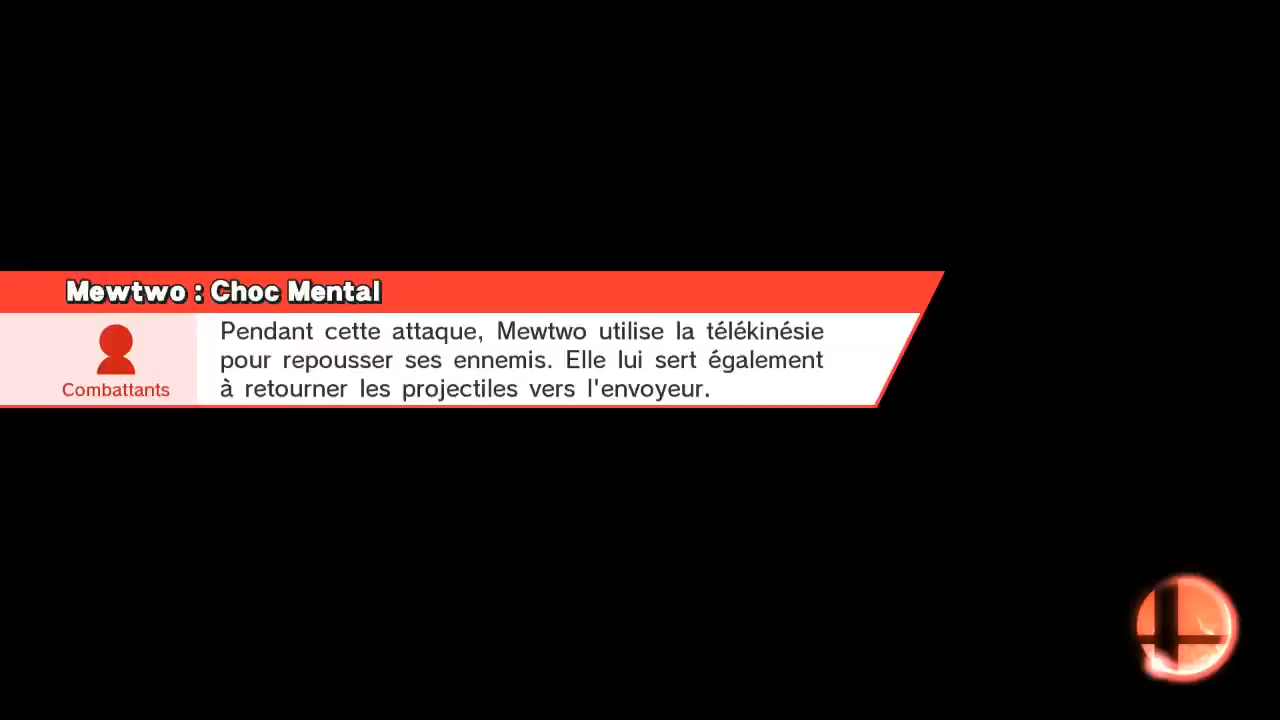 Mewtwo : Choc Mental
Combattants
Pendant cette attaque, Mewtwo utilise la télékinésie
pour repousser ses ennemis. Elle lui sert également
à retourner les projectiles vers l'envoyeur.